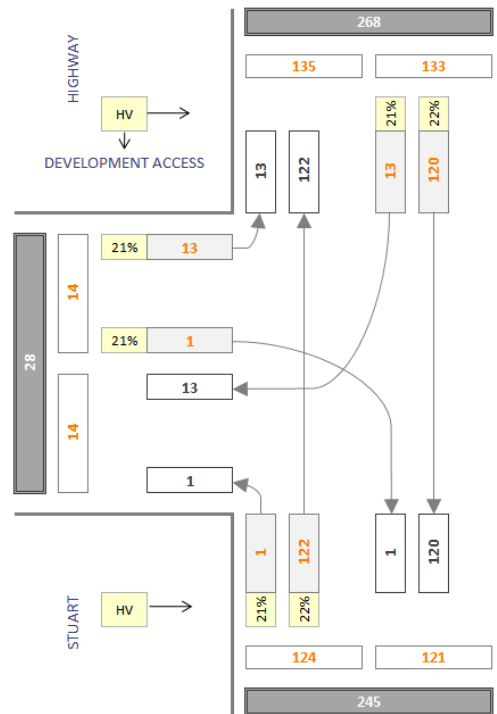 268
135 133
HIGHWAY
HV
21% 22%
DEVELOPMENT ACCESS
13 122 13 120
21% 13
14
21% 1
28
13
14
1
1 122 1 120
STUART
HV
21% 22%
124 121
245